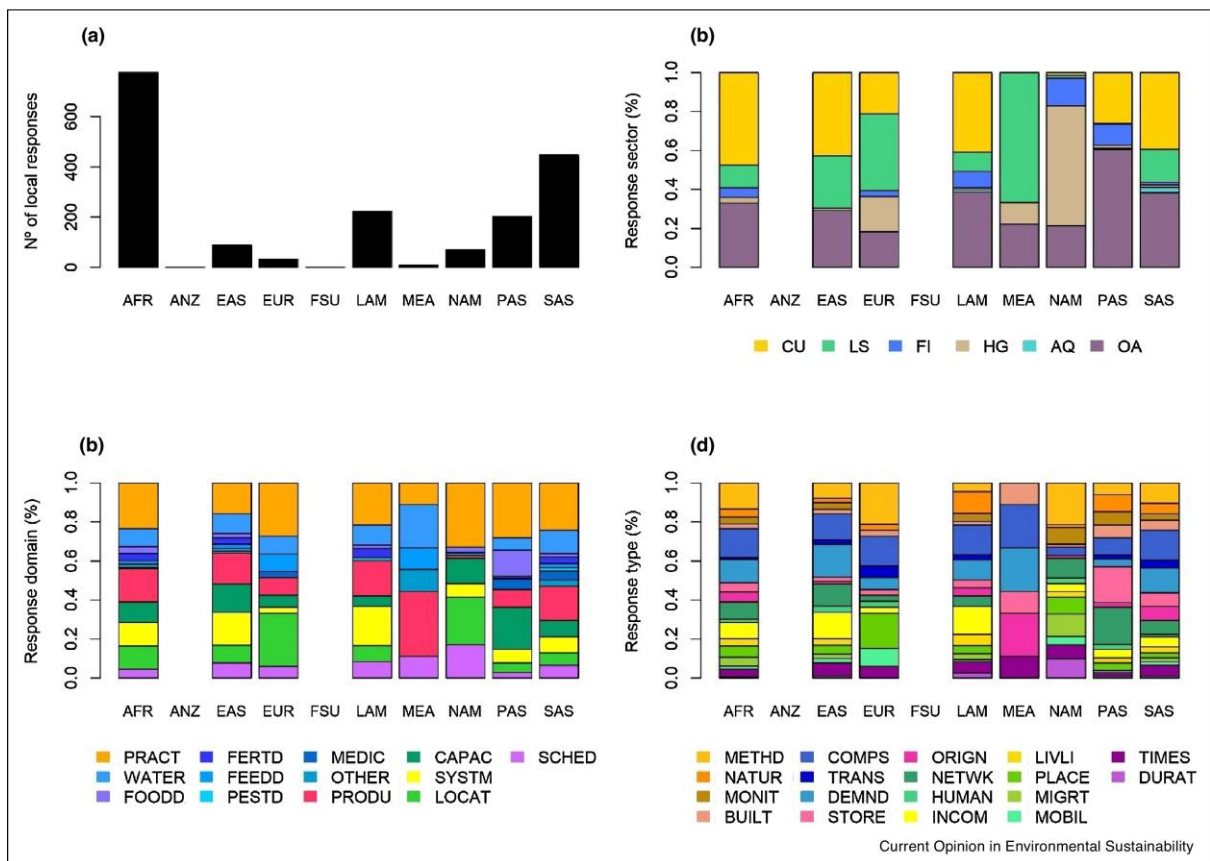 (a)
Nº of local responses
600
400
200
0
AFR ANZ EAS EUR FSU LAM MEA NAM PAS SAS
(b)
Response sector (%)
1.0
0.8
0.6
0.4
0.2
0.0
AFR ANZ EAS EUR FSU LAM MEA NAM PAS SAS
CU LS FI HG AQ OA
(b)
Response domain (%)
1.0
0.8
0.6
0.4
0.2
0.0
AFR ANZ EAS EUR FSU LAM MEA NAM PAS SAS
PRACT FERTD MEDIC CAPAC SCHED
WATER FEEDD OTHER SYSTM
FOODD PESTD PRODU LOCAT
(d)
Response type (%)
1.0
0.8
0.6
0.4
0.2
0.0
AFR ANZ EAS EUR FSU LAM MEA NAM PAS SAS
METHD COMPS ORIGN LIVLI TIMES
NATUR TRANS NETWK PLACE DURAT
MONIT DEMND HUMAN MIGRT
BUILT STORE INCOM MOBIL
Current Opinion in Environmental Sustainability